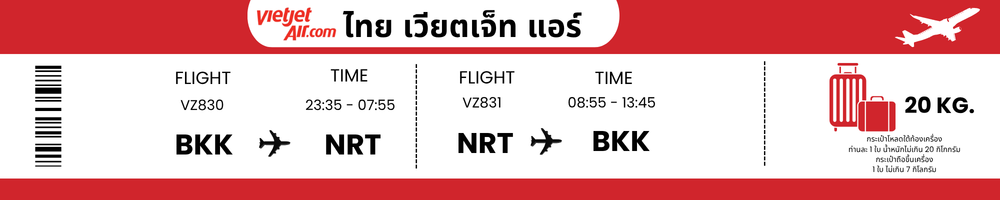 vietjet
Air.com
ไทย เวียตเจ็ท แอร์
FLIGHT
TIME
VZ830
23:35 - 07:55
BKK
NRT
FLIGHT
TIME
VZ831
08:55 - 13:45
NRT
BKK
20 KG.
กระเป๋าโหลดใต้ท้องเครื่อง
ท่านละ 1 ใบ น้ำหนักไม่เกิน 20 กิโกกรัม
กระเป๋าถือขึ้นเครื่อง
1 ใบ ไม่เกิน 7 กิโลกรัม